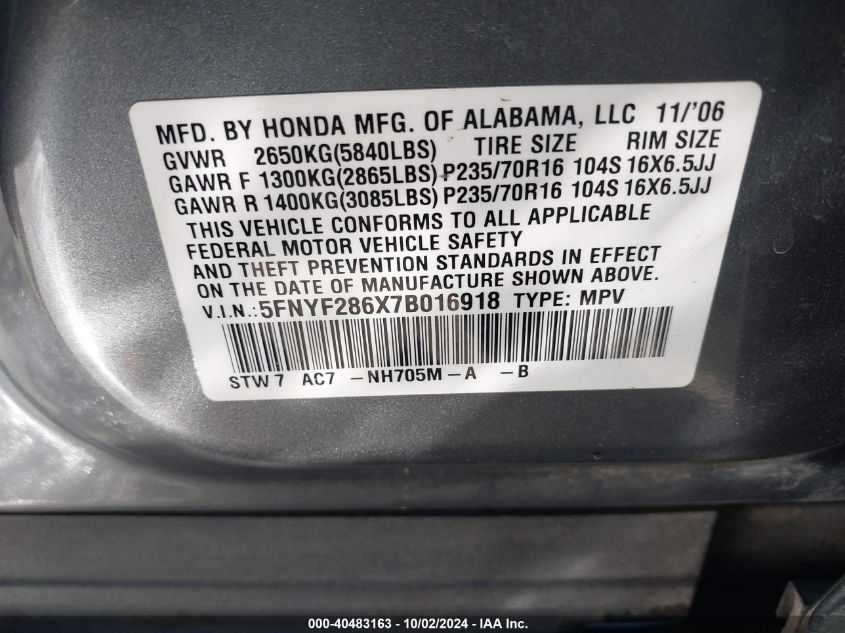 MFD. BY HONDA MFG. OF ALABAMA, LLC 11/'06
GVWR 2650KG(5840LBS) TIRE SIZE RIM SIZE
GAWR F 1300KG(2865LBS) P235/70R16 104S 16X6.5JJ
GAWR R 1400KG(3085LBS) P235/70R16 104S 16X6.5JJ
THIS VEHICLE CONFORMS TO ALL APPLICABLE
FEDERAL MOTOR VEHICLE SAFETY
AND THEFT PREVENTION STANDARDS IN EFFECT
ON THE DATE OF MANUFACTURE SHOWN ABOVE.
V.I.N.:5FNYF286X7B016918 TYPE: MPV
STW7 AC7 -NH705M-A -B
000-40483163 - 10/02/2024 - IAA Inc.